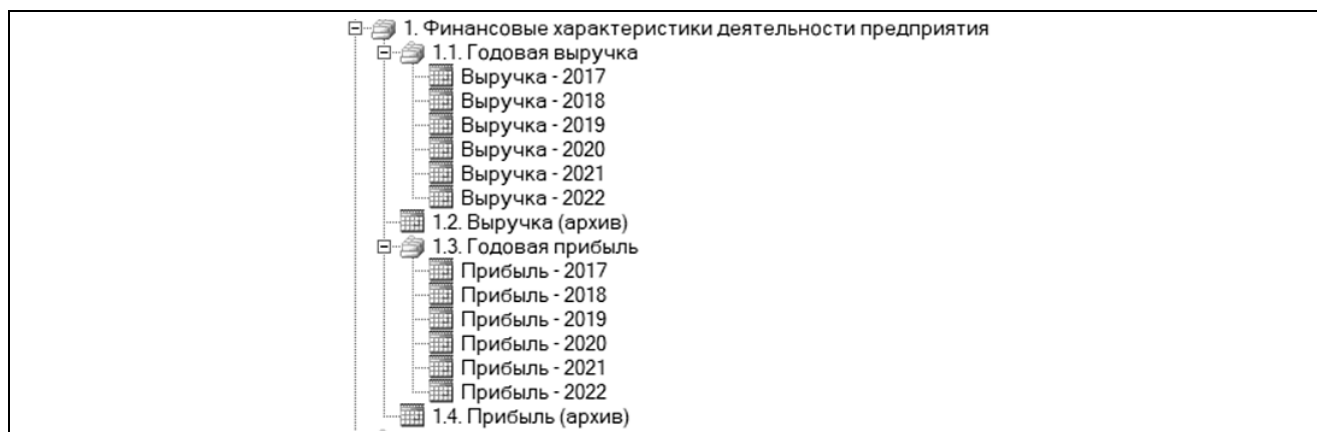 1. Финансовые характеристики деятельности предприятия
1.1. Годовая выручка
Выручка - 2017
Выручка - 2018
Выручка - 2019
Выручка - 2020
Выручка - 2021
Выручка - 2022
1.2. Выручка (архив)
1.3. Годовая прибыль
Прибыль - 2017
Прибыль - 2018
Прибыль - 2019
Прибыль - 2020
Прибыль - 2021
Прибыль - 2022
1.4. Прибыль (архив)